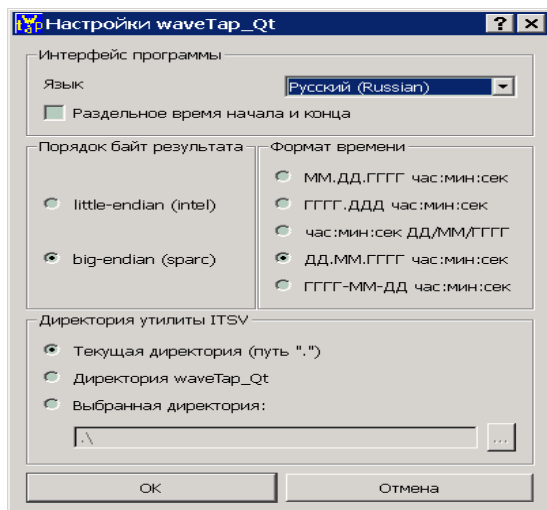 Настройки waveTap_Qt
Интерфейс программы
Язык
Русский (Russian)
Раздельное время начала и конца
Порядок байт результата
little-endian (intel)
big-endian (sparc)
Формат времени
ММ.ДД.ГГГГ час:мин:сек
ГГГГ.ДДД час:мин:сек
час:мин:сек ДД/ММ/ГГГГ
ДД.ММ.ГГГГ час:мин:сек
ГГГГ-ММ-ДД час:мин:сек
Директория утилиты ITSV
Текущая директория (путь ".")
Директория waveTap_Qt
Выбранная директория:
.\
...
OK
Отмена